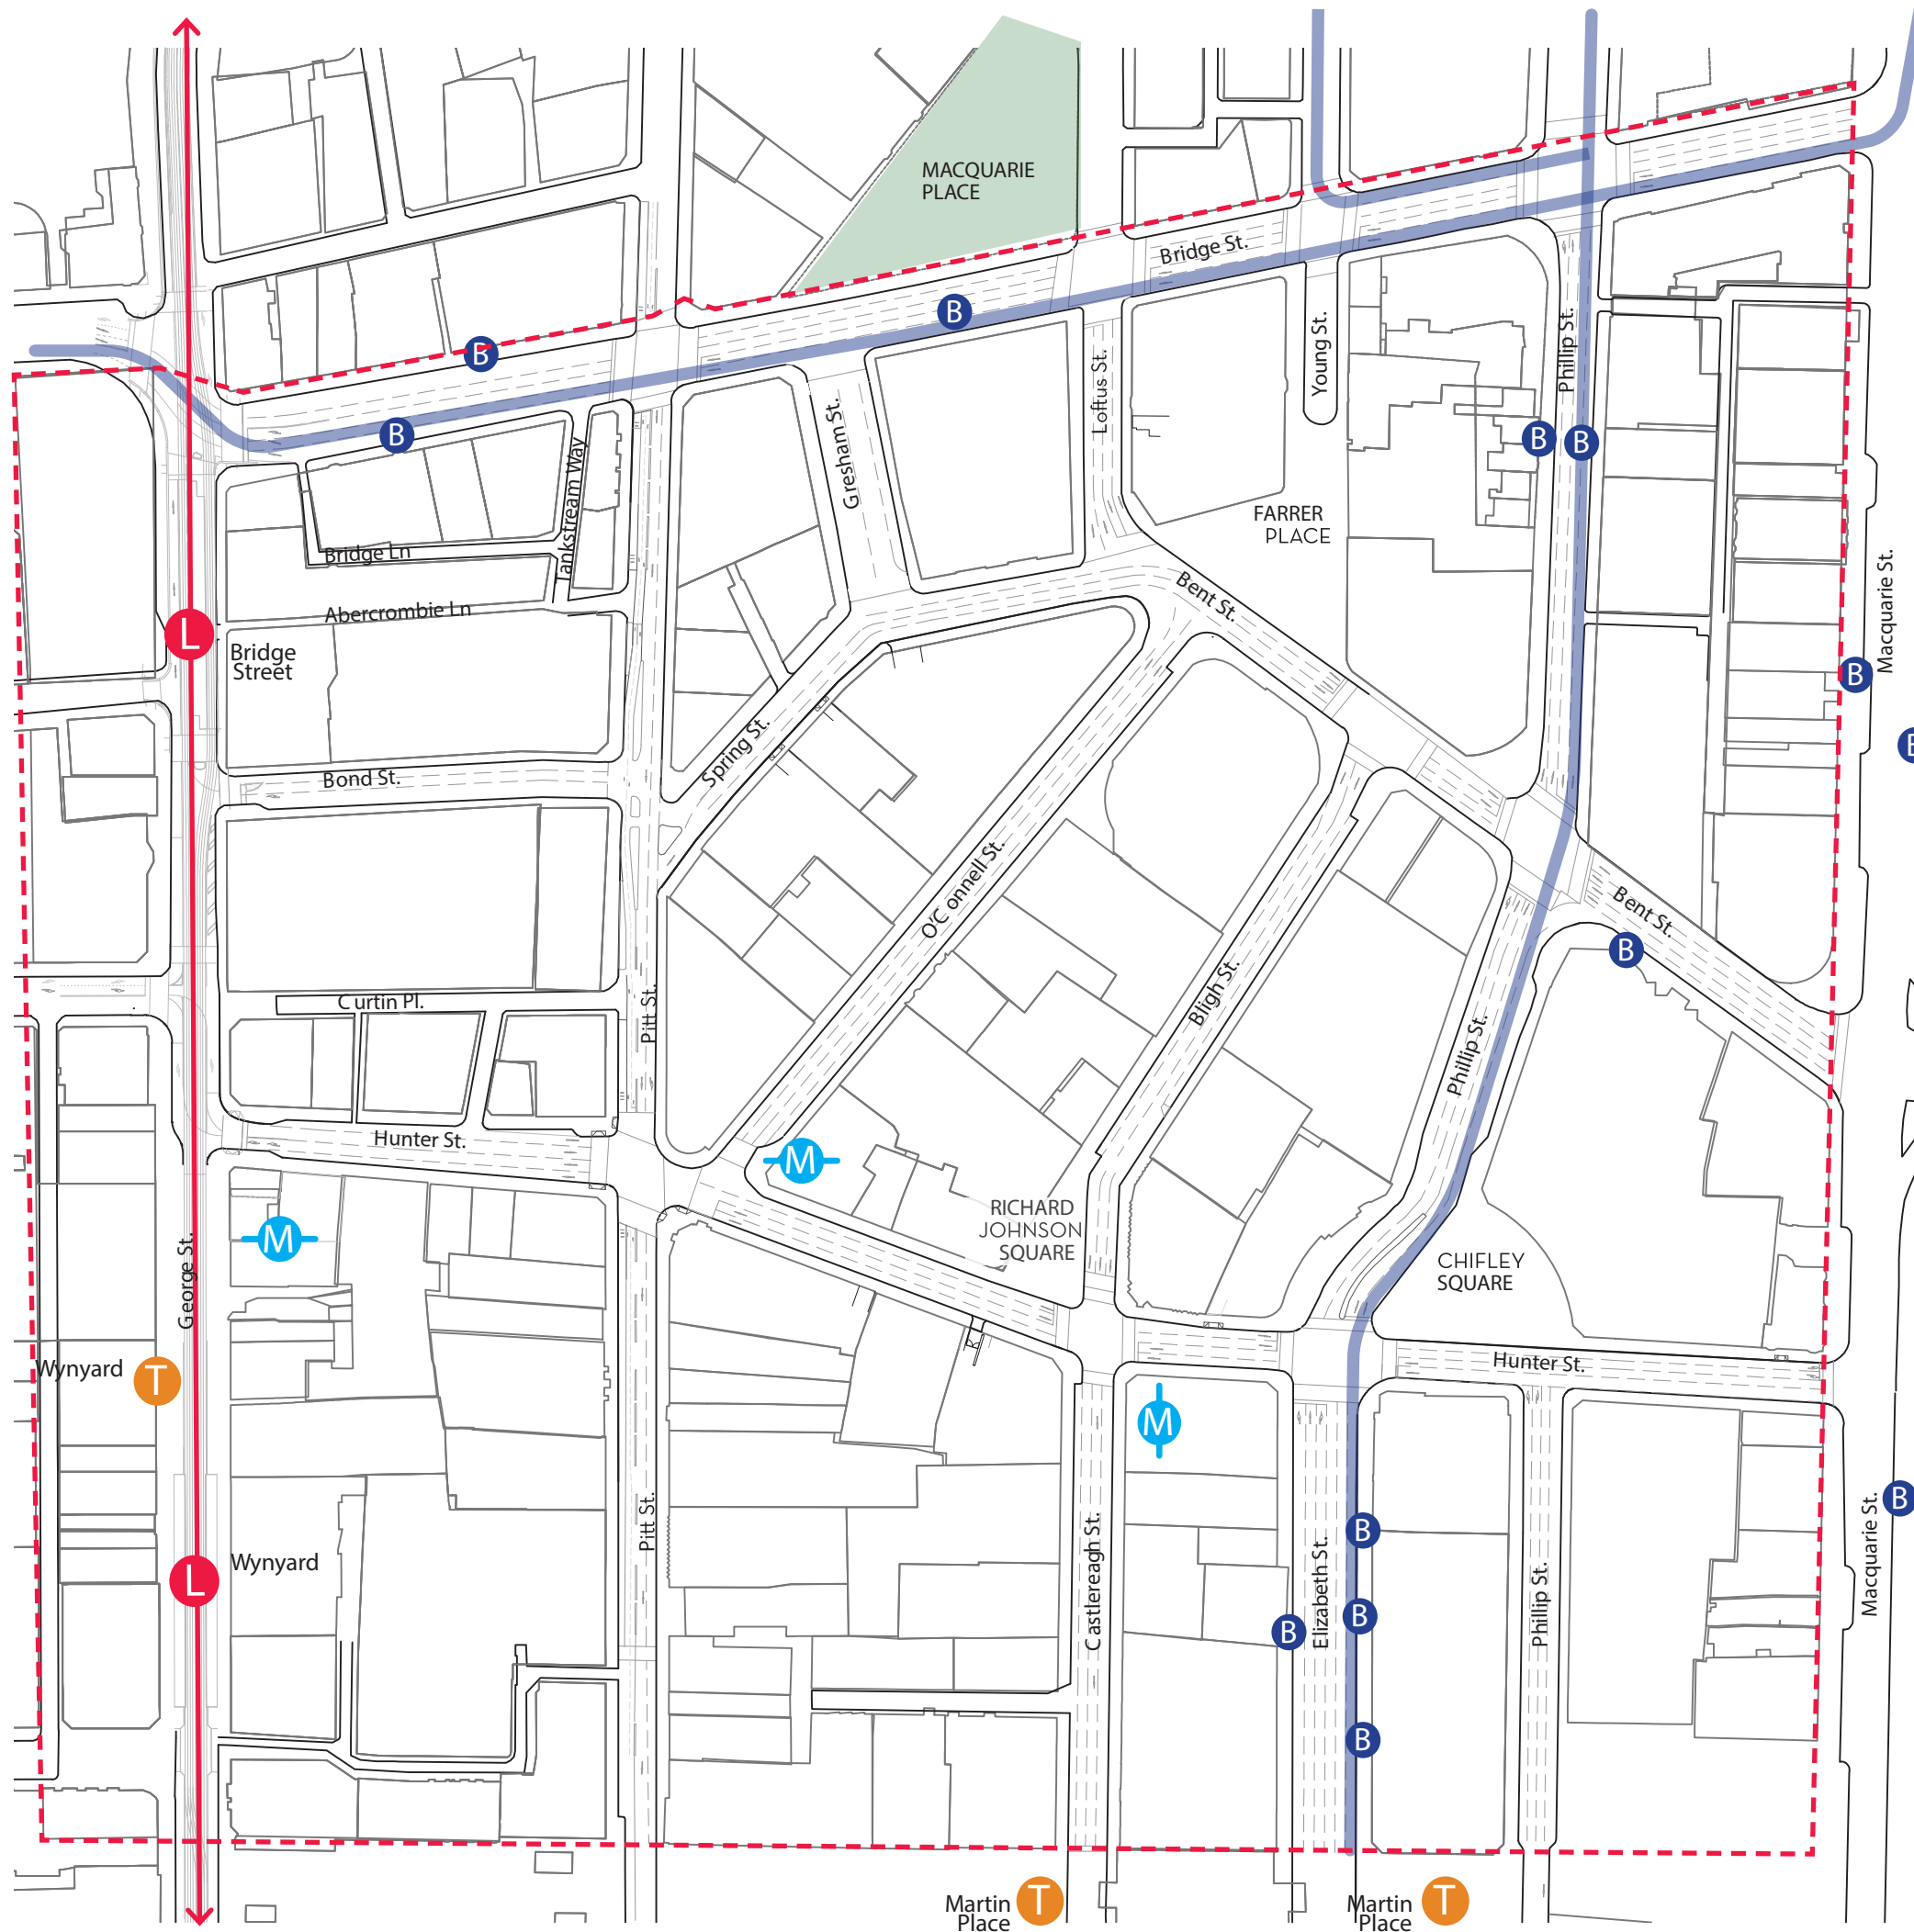 MACQUARIE
PLACE
Bridge St.
B
B
B
Young St.
Phillip St.
Loftus St.
Gresham St.
B
B
Tankstream Way
FARRER
PLACE
Bridge Ln
Abercrombie Ln
Bent St.
Macquarie St.
L
Bridge
Street
B
B
Spring St.
Bond St.
O'Connell St.
Bent St.
B
Bligh St.
Curtin Pl.
Pitt St.
Phillip St.
Hunter St.
M
RICHARD
JOHNSON
SQUARE
M
George St.
CHIFLEY
SQUARE
Wynyard
T
Hunter St.
M
B
Pitt St.
Castlereagh St.
Elizabeth St.
Phillip St.
Macquarie St.
B
L
Wynyard
B
B
B
Martin
Place
T
Martin
Place
T